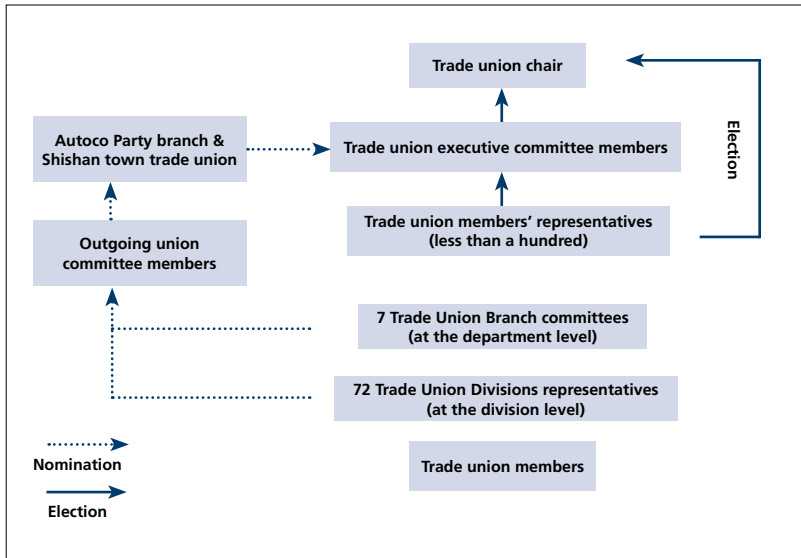 Trade union chair
Autoco Party branch &
Shishan town trade union
Trade union executive committee members
Election
Trade union members’ representatives
(less than a hundred)
Outgoing union
committee members
7 Trade Union Branch committees
(at the department level)
72 Trade Union Divisions representatives
(at the division level)
Trade union members
Nomination
Election